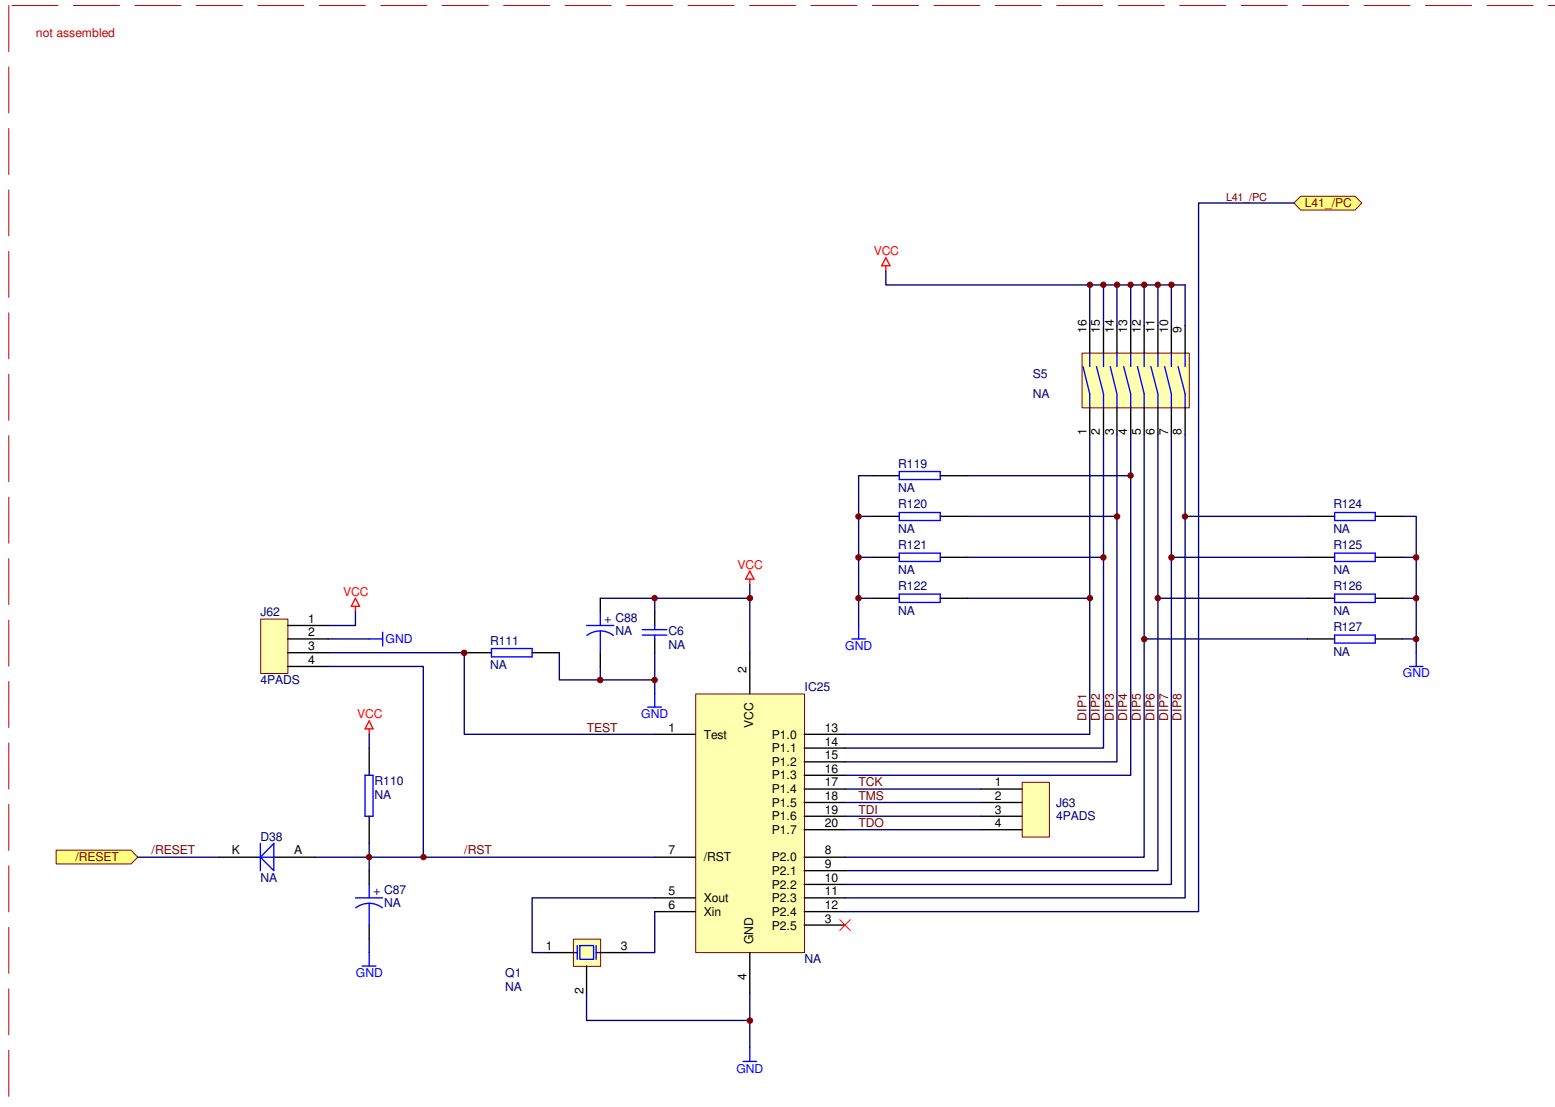 not assembled
L41_/PC
L41_/PC
VCC
16
15
14
13
12
11
10
9
S5
NA
1
2
3
4
5
6
7
8
R119
NA
R120
NA
R121
NA
R122
NA
GND
R124
NA
R125
NA
R126
NA
R127
NA
GND
VCC
J62
1
2
3
4
4PADS
GND
R111
NA
VCC
+ C88
NA
C6
NA
GND
2
IC25
VCC
DIP1
DIP2
DIP3
DIP4
DIP5
DIP6
DIP7
DIP8
TEST
1
Test
P1.0
13
P1.1
14
P1.2
15
P1.3
16
P1.4
17
TCK
1
P1.5
18
TMS
2
P1.6
19
TDI
3
P1.7
20
TDO
4
J63
4PADS
VCC
R110
NA
/RESET
/RESET
K
D38
A
NA
/RST
7
/RST
P2.0
8
P2.1
9
P2.2
10
P2.3
11
P2.4
12
P2.5
3
+ C87
NA
GND
5
Xout
6
Xin
GND
1
3
2
Q1
NA
NA
4
GND